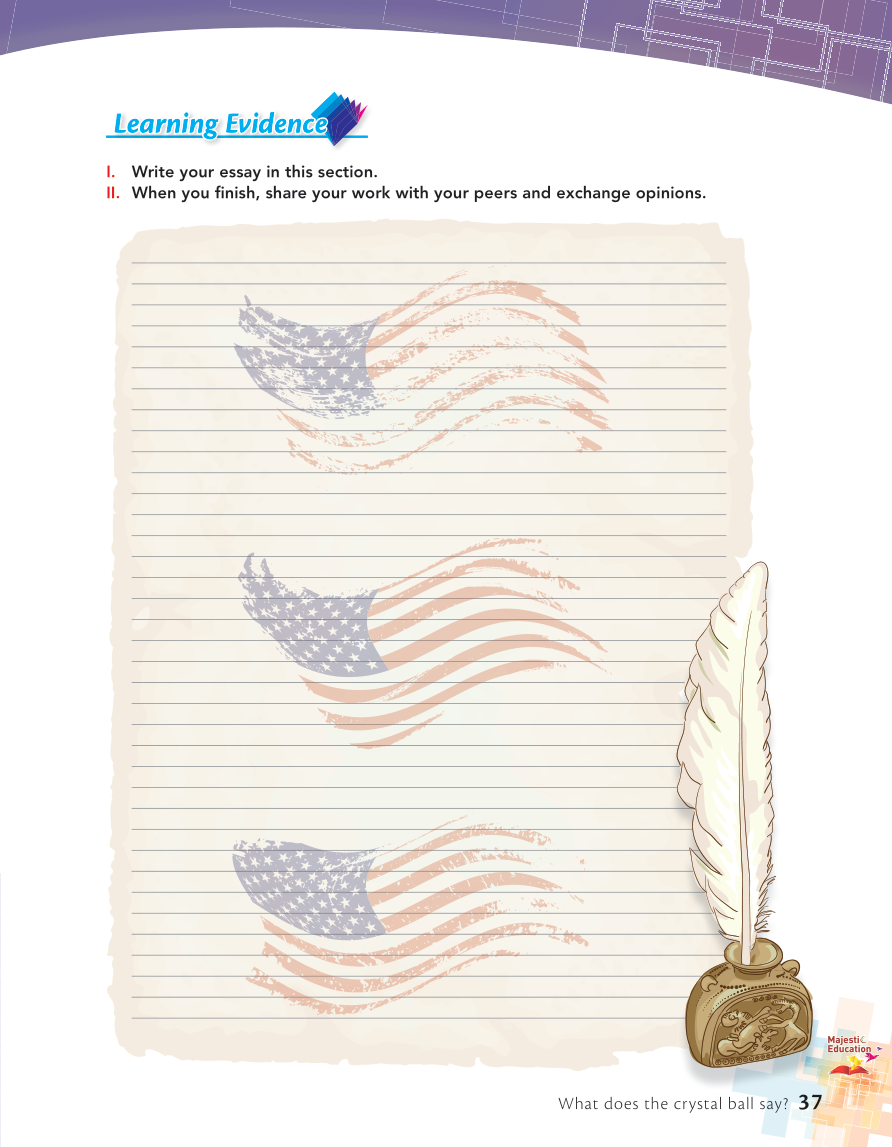 Learning Evidence
I. Write your essay in this section.
II. When you finish, share your work with your peers and exchange opinions.
Majestic
Education
What does the crystal ball say? 37